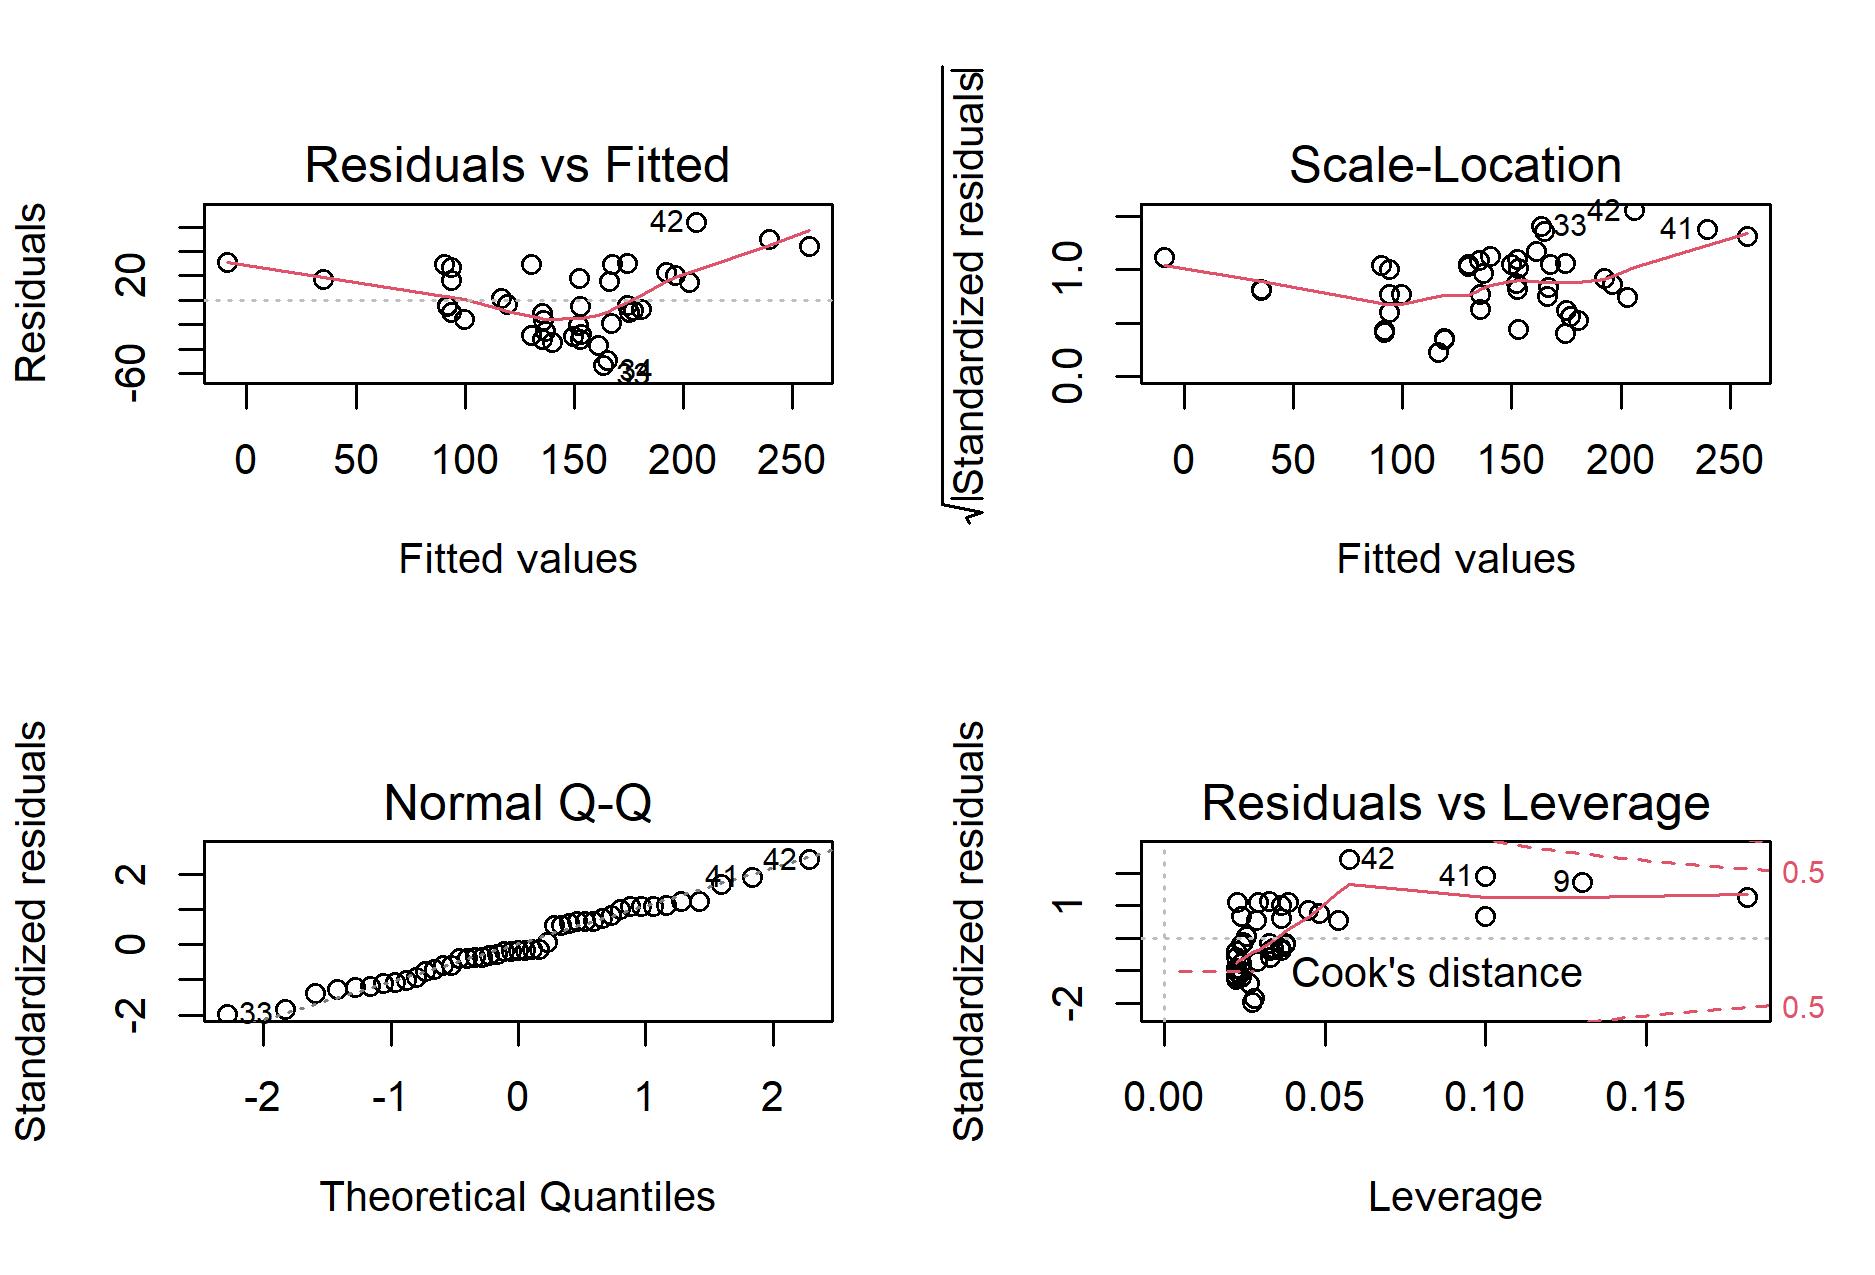 Residuals vs Fitted
Residuals
20
-60
42
34
33
0 50 100 150 200 250
Fitted values
Scale-Location
√|Standardized residuals|
1.0
0.0
33
42
41
0 50 100 150 200 250
Fitted values
Normal Q-Q
Standardized residuals
2
0
-2
42
41
33
-2 -1 0 1 2
Theoretical Quantiles
Residuals vs Leverage
Standardized residuals
1
-2
42
41
9
0.5
Cook's distance
0.5
0.00 0.05 0.10 0.15
Leverage